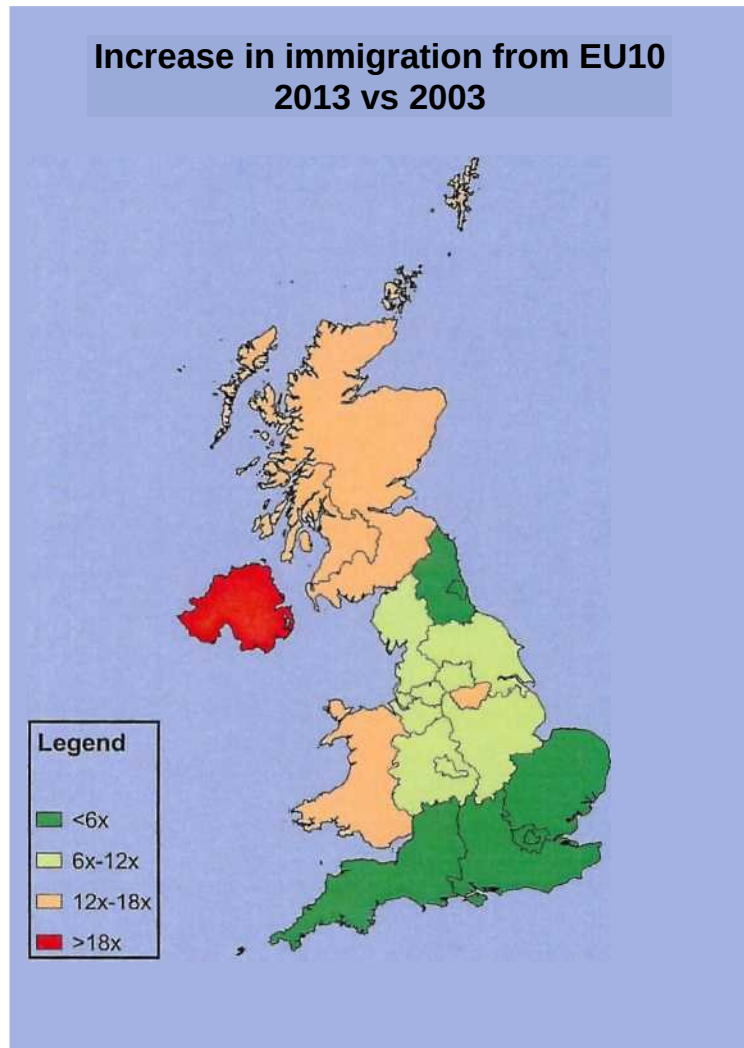 Increase in immigration from EU10
2013 vs 2003
Legend
<6x
6x-12x
12x-18x
>18x